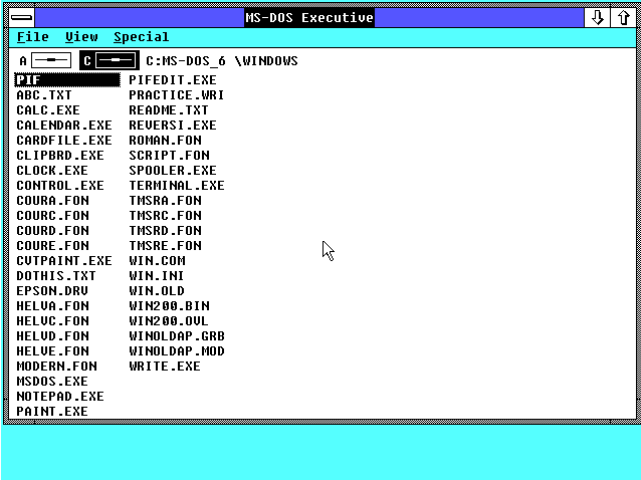 MS-DOS Executive
File View Special
A C C:MS-DOS_6 \WINDOWS
PIF PIFEDIT.EXE
ABC.TXT PRACTICE.WRI
CALC.EXE README.TXT
CALENDAR.EXE REVERSI.EXE
CARDFILE.EXE ROMAN.FON
CLIPBRD.EXE SCRIPT.FON
CLOCK.EXE SPOOLER.EXE
CONTROL.EXE TERMINAL.EXE
COURA.FON TMSRA.FON
COURC.FON TMSRC.FON
COURD.FON TMSRD.FON
COURE.FON TMSRE.FON
CVTPAINT.EXE WIN.COM
DOTHIS.TXT WIN.INI
EPSON.DRV WIN.OLD
HELVA.FON WIN200.BIN
HELVC.FON WIN200.OVL
HELVD.FON WINOLDAP.GRB
HELVE.FON WINOLDAP.MOD
MODERN.FON WRITE.EXE
MSDOS.EXE
NOTEPAD.EXE
PAINT.EXE